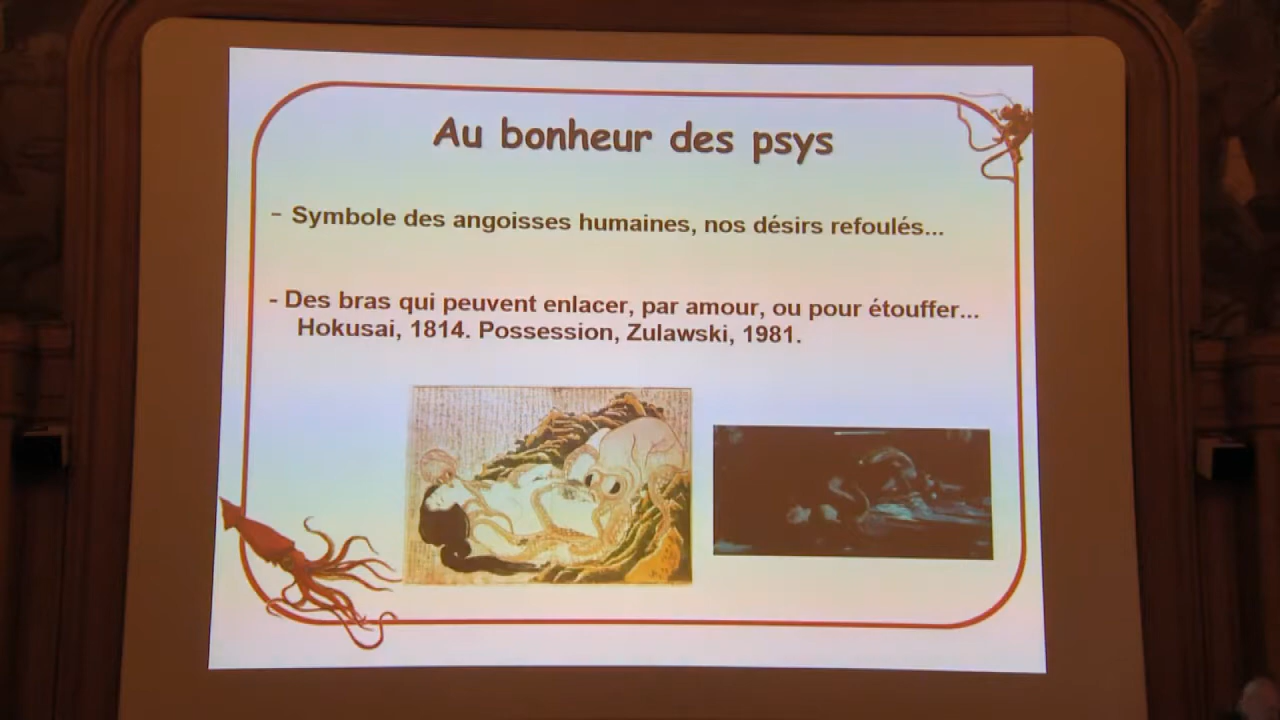 Au bonheur des psys
- Symbole des angoisses humaines, nos désirs refoulés...
- Des bras qui peuvent enlacer, par amour, ou pour étouffer...
Hokusai, 1814. Possession, Zulawski, 1981.